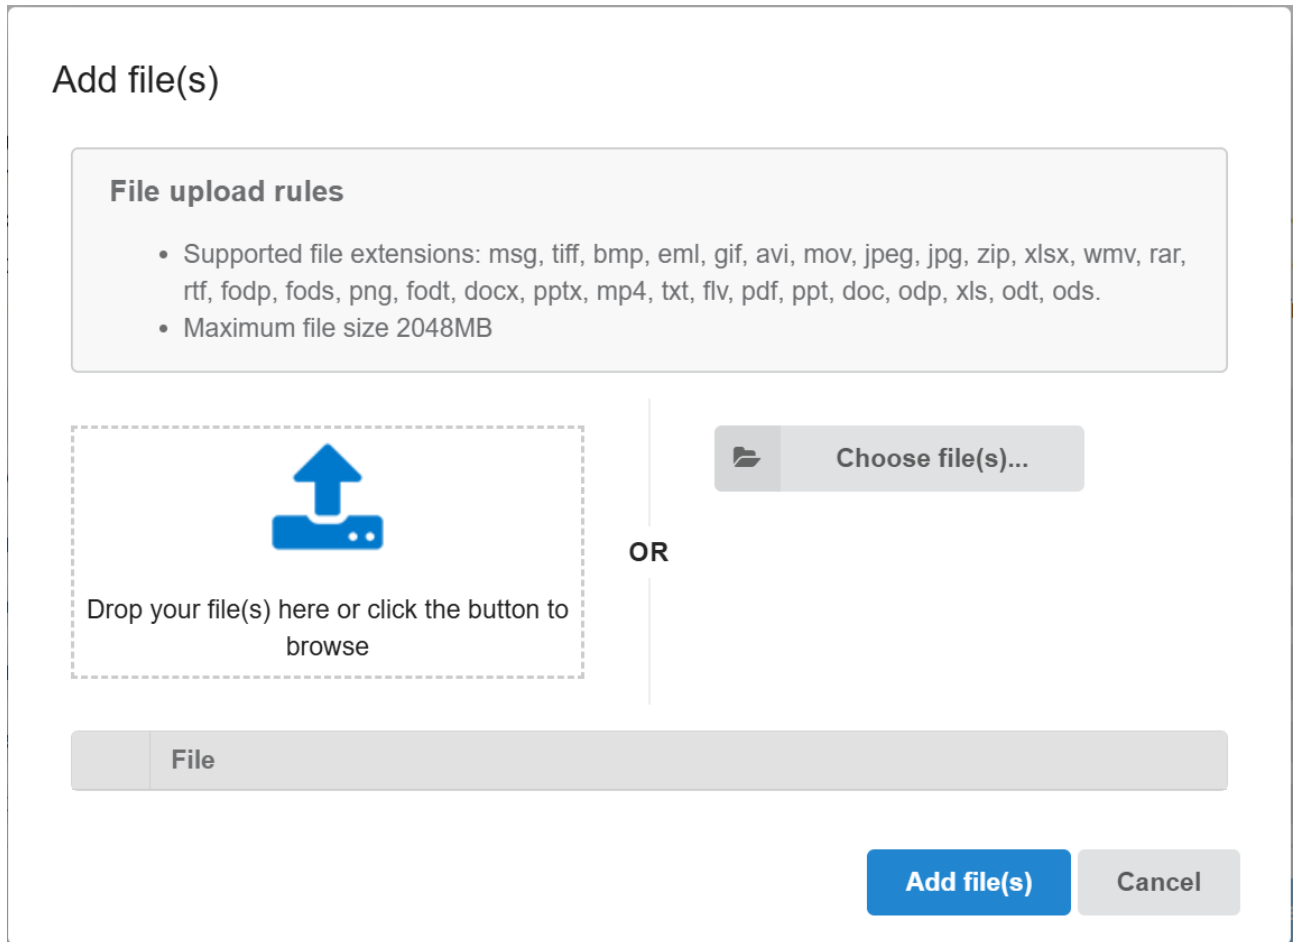 Add file(s)
File upload rules
• Supported file extensions: msg, tiff, bmp, eml, gif, avi, mov, jpeg, jpg, zip, xlsx, wmv, rar,
rtf, fodp, fods, png, fodt, docx, pptx, mp4, txt, flv, pdf, ppt, doc, odp, xls, odt, ods.
• Maximum file size 2048MB
Choose file(s)...
OR
Drop your file(s) here or click the button to
browse
File
Add file(s)
Cancel